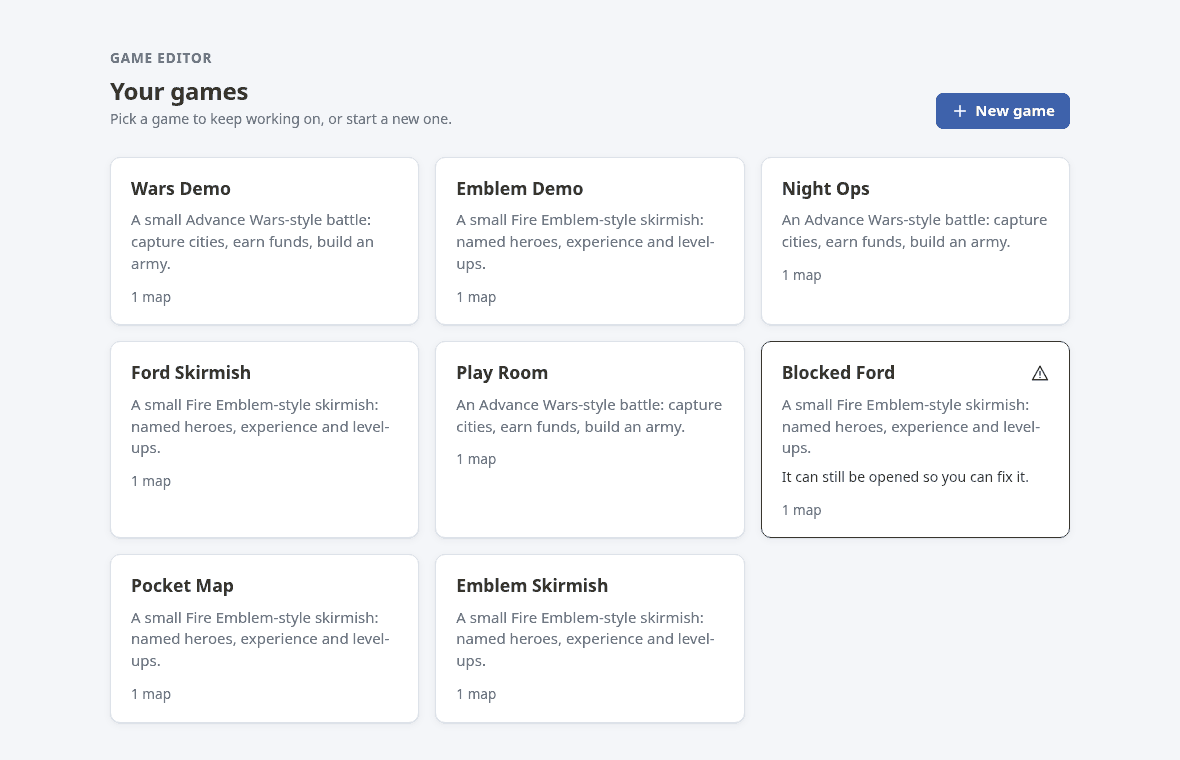 GAME EDITOR
Your games
Pick a game to keep working on, or start a new one.
New game
Wars Demo
A small Advance Wars-style battle:
capture cities, earn funds, build an
army.
1 map
Emblem Demo
A small Fire Emblem-style skirmish:
named heroes, experience and level-
ups.
1 map
Night Ops
An Advance Wars-style battle: capture
cities, earn funds, build an army.
1 map
Ford Skirmish
A small Fire Emblem-style skirmish:
named heroes, experience and level-
ups.
1 map
Play Room
An Advance Wars-style battle: capture
cities, earn funds, build an army.
1 map
Blocked Ford
A small Fire Emblem-style skirmish:
named heroes, experience and level-
ups.
It can still be opened so you can fix it.
1 map
Pocket Map
A small Fire Emblem-style skirmish:
named heroes, experience and level-
ups.
1 map
Emblem Skirmish
A small Fire Emblem-style skirmish:
named heroes, experience and level-
ups.
1 map